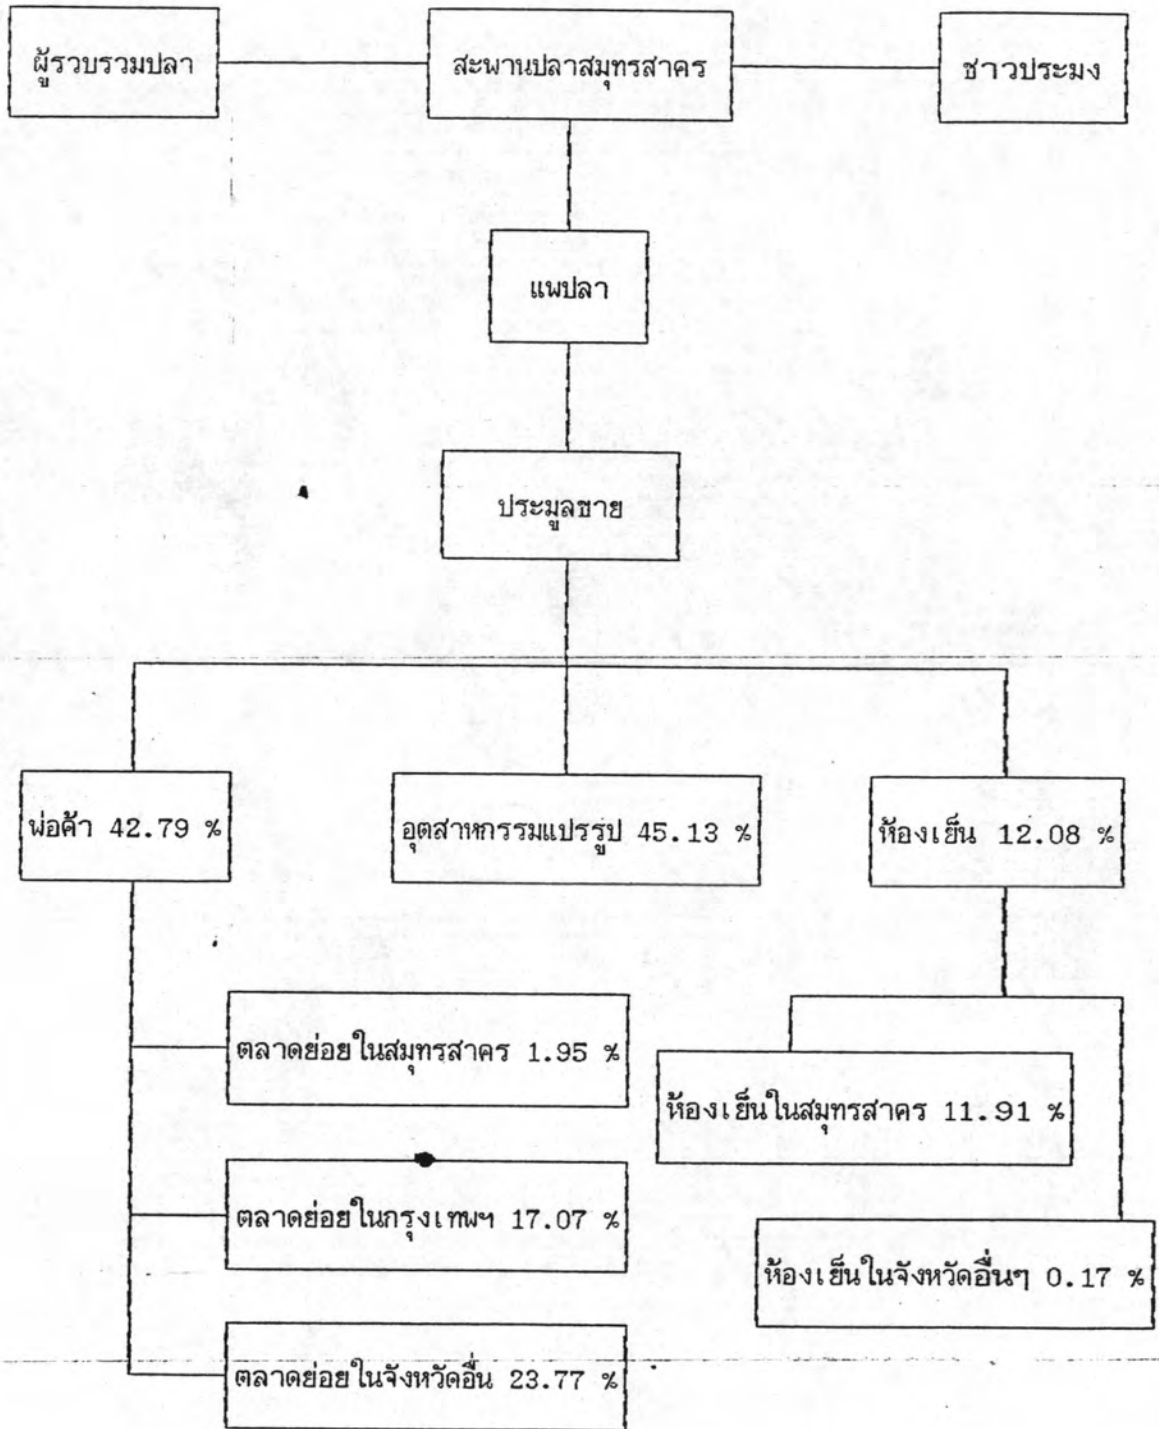 ผู้รวบรวมปลา
สะพานปลาสมุทรสาคร
ชาวประมง
แพปลา
ประมูลขาย
พ่อค้า 42.79 %
อุตสาหกรรมแปรรูป 45.13 %
ห้องเย็น 12.08 %
ตลาดย่อยในสมุทรสาคร 1.95 %
ห้องเย็นในสมุทรสาคร 11.91 %
ตลาดย่อยในกรุงเทพฯ 17.07 %
ห้องเย็นในจังหวัดอื่นๆ 0.17 %
ตลาดย่อยในจังหวัดอื่น 23.77 %